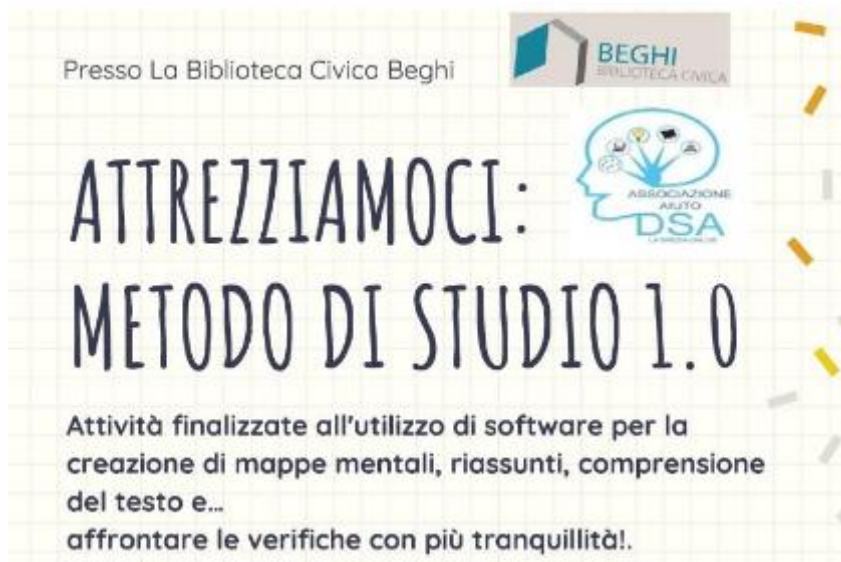 Presso La Biblioteca Civica Beghi
BEGHI
BIBLIOTECA CIVICA
ATTREZZIAMOCI:
ASSOCIAZIONE
AIUTO
DSA
METODO DI STUDIO 1.0
Attività finalizzate all'utilizzo di software per la
creazione di mappe mentali, riassunti, comprensione
del testo e...
affrontare le verifiche con più tranquillità!.